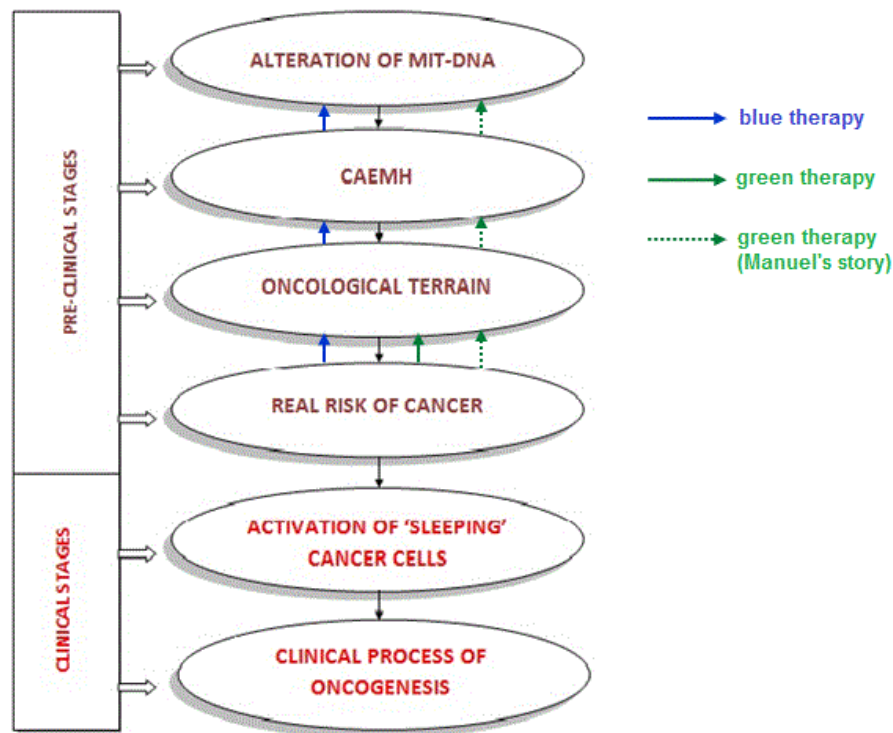 PRE-CLINICAL STAGES
ALTERATION OF MIT-DNA
CAEMH
ONCOLOGICAL TERRAIN
REAL RISK OF CANCER
CLINICAL STAGES
ACTIVATION OF ‘SLEEPING’
CANCER CELLS
CLINICAL PROCESS OF
ONCOGENESIS
blue therapy
green therapy
green therapy
(Manuel's story)